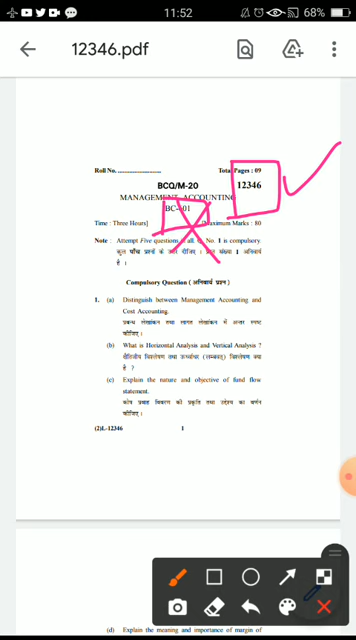 11:52
68%
12346.pdf
Roll No. ........................ Total Pages : 09
BCQ/M-20 12346
MANAGEMENT ACCOUNTING
Time : Three Hours] [Maximum Marks : 80
Note : Attempt Five questions all. Q. No. 1 is compulsory.
कुल पाँच प्रश्नों के उत्तर दीजिए । प्रश्न संख्या 1 अनिवार्य
है ।
Compulsory Question (अनिवार्य प्रश्न)
1. (a) Distinguish between Management Accounting and
Cost Accounting.
प्रबन्ध लेखांकन तथा लागत लेखांकन में अन्तर स्पष्ट
कीजिए ।
(b) What is Horizontal Analysis and Vertical Analysis ?
क्षैतिजीय विश्लेषण तथा ऊर्ध्वाधर (लम्बवत्) विश्लेषण क्या
है ?
(c) Explain the nature and objective of fund flow
statement.
कोष प्रवाह विवरण की प्रकृति तथा उद्देश्य का वर्णन
कीजिए ।
(2)L-12346 1
(d) Explain the meaning and importance of margin of